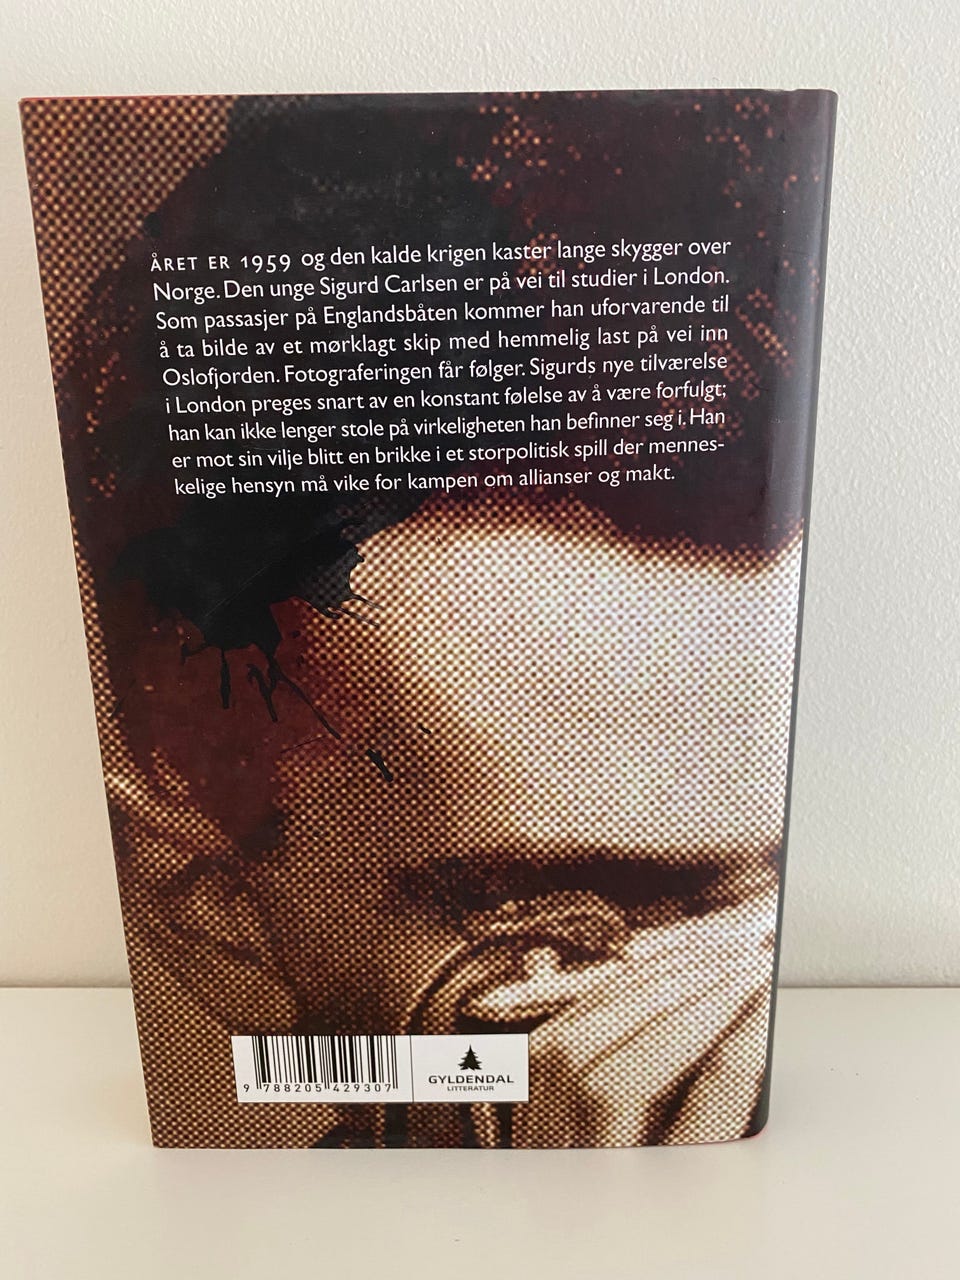 ÅRET ER 1959 og den kalde krigen kaster lange skygger over
Norge. Den unge Sigurd Carlsen er på vei til studier i London.
Som passasjer på Englandsbåten kommer han uforvarende til
å ta bilde av et mørklagt skip med hemmelig last på vei inn
Oslofjorden. Fotograferingen får følger. Sigurds nye tilværelse
i London preges snart av en konstant følelse av å være forfulgt;
han kan ikke lenger stole på virkeligheten han befinner seg i. Han
er mot sin vilje blitt en brikke i et storpolitisk spill der mennes-
kelige hensyn må vike for kampen om allianser og makt.
9 788205 429307
GYLDENDAL
LITTERATUR